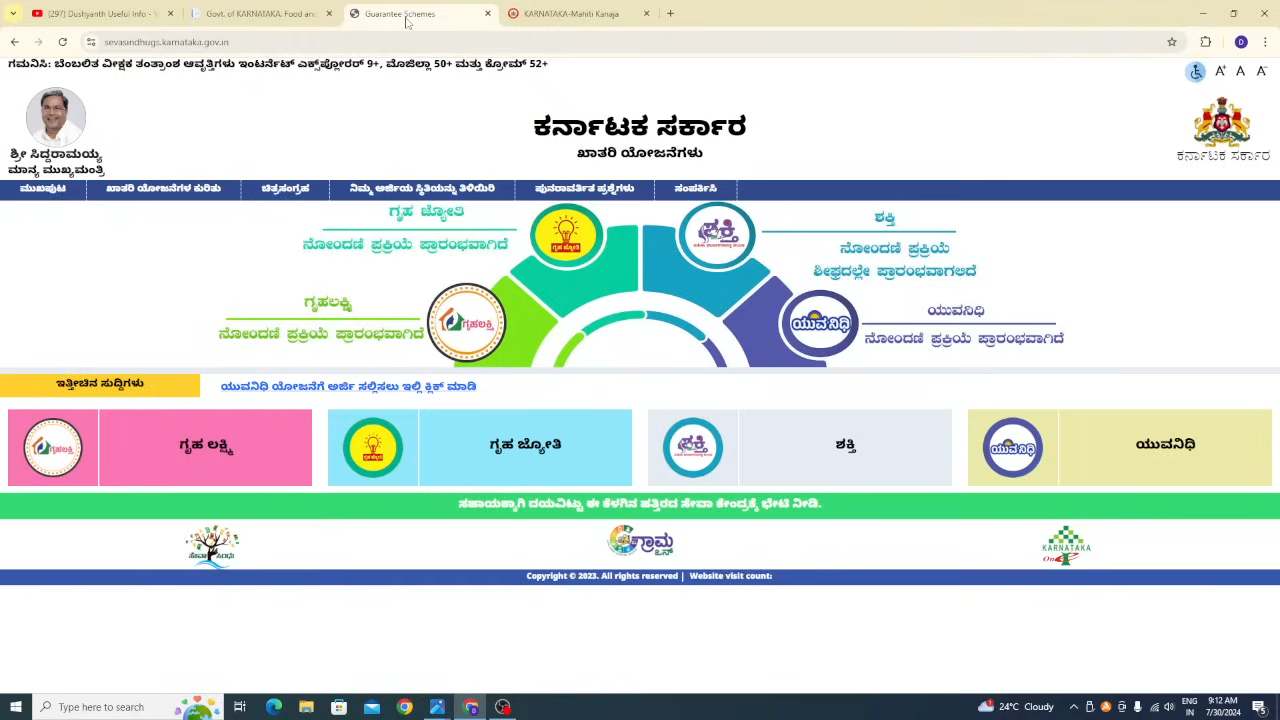 (297) Dushyanth Useful Info - Y
Govt. of KARNATAKA. Food and
Guarantee Schemes
KARNATAKA-Mahiti Kanaja
sevasindhugs.karnataka.gov.in
ಗಮನಿಸಿ: ಬೆಂಬಲಿತ ವೀಕ್ಷಕ ತಂತ್ರಾಂಶ ಆವೃತ್ತಿಗಳು ಇಂಟರ್ನೆಟ್ ಎಕ್ಸ್‌ಪ್ಲೋರರ್ 9+, ಮೊಜಿಲ್ಲಾ 50+ ಮತ್ತು ಕ್ರೋಮ್ 52+
A+ A A-
ಕರ್ನಾಟಕ ಸರ್ಕಾರ
ಖಾತರಿ ಯೋಜನೆಗಳು
ಶ್ರೀ ಸಿದ್ದರಾಮಯ್ಯ
ಮಾನ್ಯ ಮುಖ್ಯಮಂತ್ರಿ
ಕರ್ನಾಟಕ ಸರ್ಕಾರ
ಮುಖಪುಟ ಖಾತರಿ ಯೋಜನೆಗಳ ಕುರಿತು ಚಿತ್ರಸಂಗ್ರಹ ನಿಮ್ಮ ಅರ್ಜಿಯ ಸ್ಥಿತಿಯನ್ನು ತಿಳಿಯಿರಿ ಪುನರಾವರ್ತಿತ ಪ್ರಶ್ನೆಗಳು ಸಂಪರ್ಕಿಸಿ
ಗೃಹ ಜ್ಯೋತಿ
ನೋಂದಣಿ ಪ್ರಕ್ರಿಯೆ ಪ್ರಾರಂಭವಾಗಿದೆ
ಗೃಹ ಜ್ಯೋತಿ
ಶಕ್ತಿ
ಶಕ್ತಿ
ನೋಂದಣಿ ಪ್ರಕ್ರಿಯೆ
ಶೀಘ್ರದಲ್ಲೇ ಪ್ರಾರಂಭವಾಗಲಿದೆ
ಗೃಹಲಕ್ಷ್ಮಿ
ನೋಂದಣಿ ಪ್ರಕ್ರಿಯೆ ಪ್ರಾರಂಭವಾಗಿದೆ
ಗೃಹಲಕ್ಷ್ಮಿ
ಯುವನಿಧಿ
ಯುವನಿಧಿ
ನೋಂದಣಿ ಪ್ರಕ್ರಿಯೆ ಪ್ರಾರಂಭವಾಗಿದೆ
ಇತ್ತೀಚಿನ ಸುದ್ದಿಗಳು
ಯುವನಿಧಿ ಯೋಜನೆಗೆ ಅರ್ಜಿ ಸಲ್ಲಿಸಲು ಇಲ್ಲಿ ಕ್ಲಿಕ್ ಮಾಡಿ
ಗೃಹಲಕ್ಷ್ಮಿ
ಗೃಹ ಲಕ್ಷ್ಮಿ
ಗೃಹ ಜ್ಯೋತಿ
ಶಕ್ತಿ
ಶಕ್ತಿ
ಯುವನಿಧಿ
ಯುವನಿಧಿ
ಸಹಾಯಕ್ಕಾಗಿ ದಯವಿಟ್ಟು ಈ ಕೆಳಗಿನ ಹತ್ತಿರದ ಸೇವಾ ಕೇಂದ್ರಕ್ಕೆ ಭೇಟಿ ನೀಡಿ.
ಸೇವಾ ಸಿಂಧು
ಗ್ರಾಮ
ಒನ್
KARNATAKA
One
Copyright © 2023. All rights reserved | Website visit count:
Type here to search
24°C Cloudy
ENG
IN
9:12 AM
7/30/2024
5